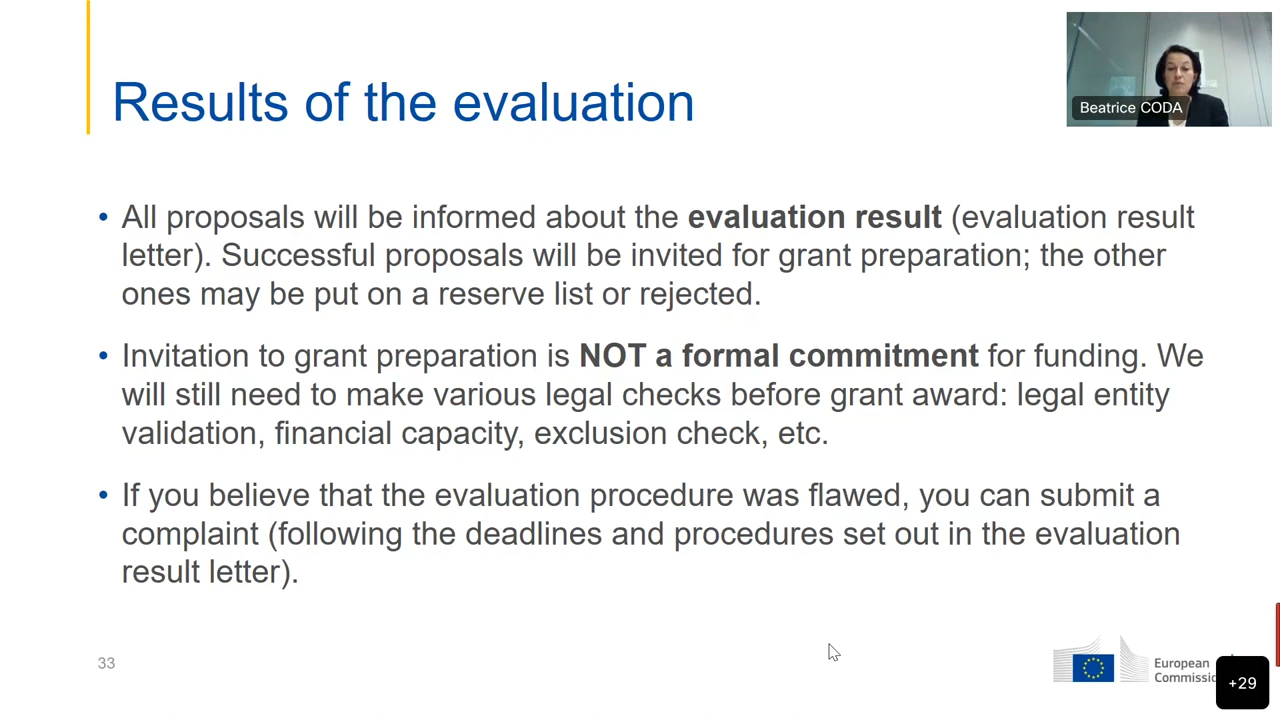 Beatrice CODA
Results of the evaluation
• All proposals will be informed about the evaluation result (evaluation result
letter). Successful proposals will be invited for grant preparation; the other
ones may be put on a reserve list or rejected.
• Invitation to grant preparation is NOT a formal commitment for funding. We
will still need to make various legal checks before grant award: legal entity
validation, financial capacity, exclusion check, etc.
• If you believe that the evaluation procedure was flawed, you can submit a
complaint (following the deadlines and procedures set out in the evaluation
result letter).
33
European
Commissi
+29